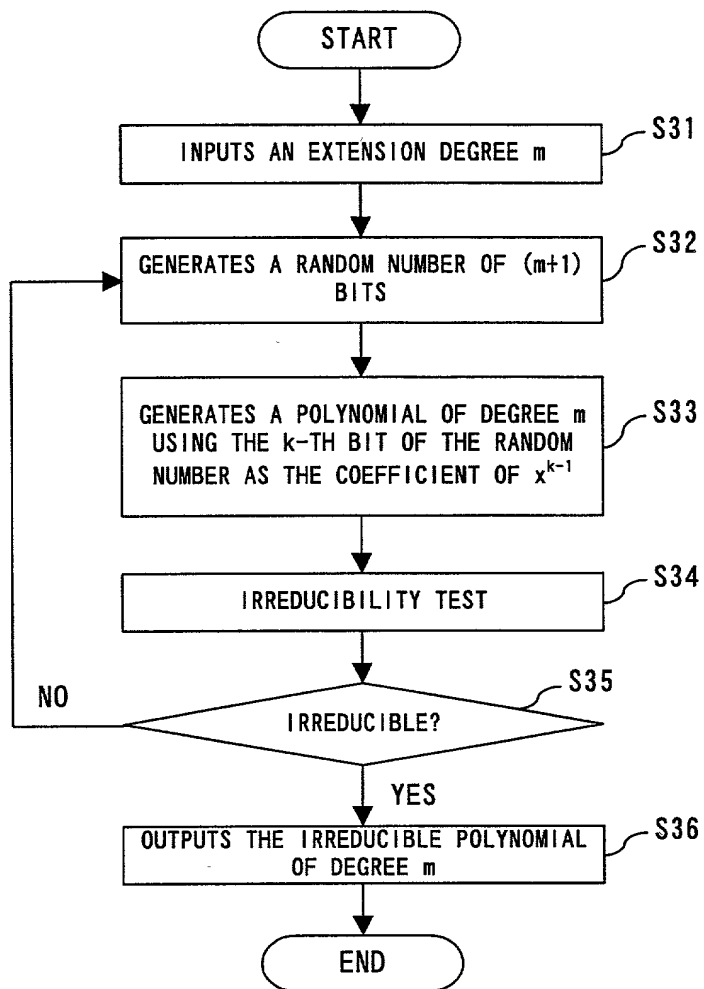 START
S31
INPUTS AN EXTENSION DEGREE m
S32
GENERATES A RANDOM NUMBER OF (m+1)
BITS
S33
GENERATES A POLYNOMIAL OF DEGREE m
USING THE k-TH BIT OF THE RANDOM
NUMBER AS THE COEFFICIENT OF x^{k-1}
S34
IRREDUCIBILITY TEST
S35
NO
IRREDUCIBLE?
YES
S36
OUTPUTS THE IRREDUCIBLE POLYNOMIAL
OF DEGREE m
END